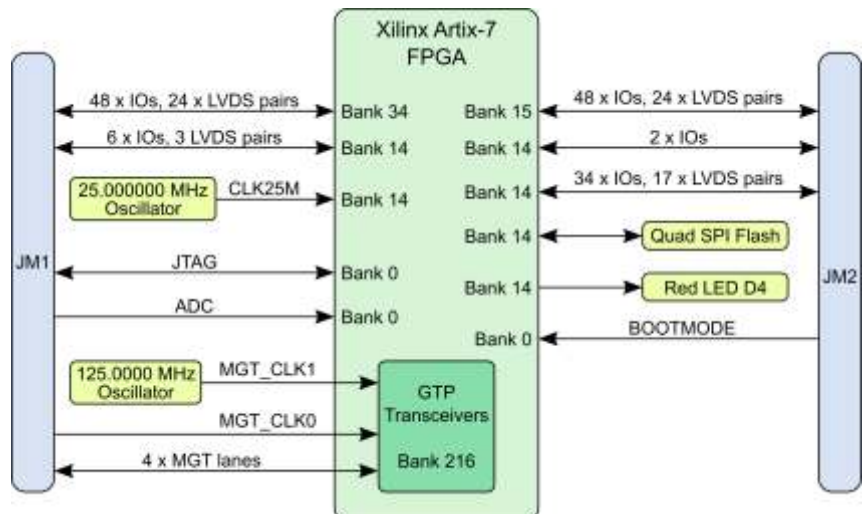 Xilinx Artix-7
FPGA
48 x IOs, 24 x LVDS pairs
Bank 34
Bank 15
48 x IOs, 24 x LVDS pairs
6 x IOs, 3 LVDS pairs
Bank 14
Bank 14
2 x IOs
25.000000 MHz
Oscillator
CLK25M
Bank 14
Bank 14
34 x IOs, 17 x LVDS pairs
Bank 14
Quad SPI Flash
JM1
JTAG
Bank 0
Bank 14
Red LED D4
JM2
ADC
Bank 0
Bank 0
BOOTMODE
125.0000 MHz
Oscillator
MGT_CLK1
MGT_CLK0
4 x MGT lanes
GTP
Transceivers
Bank 216